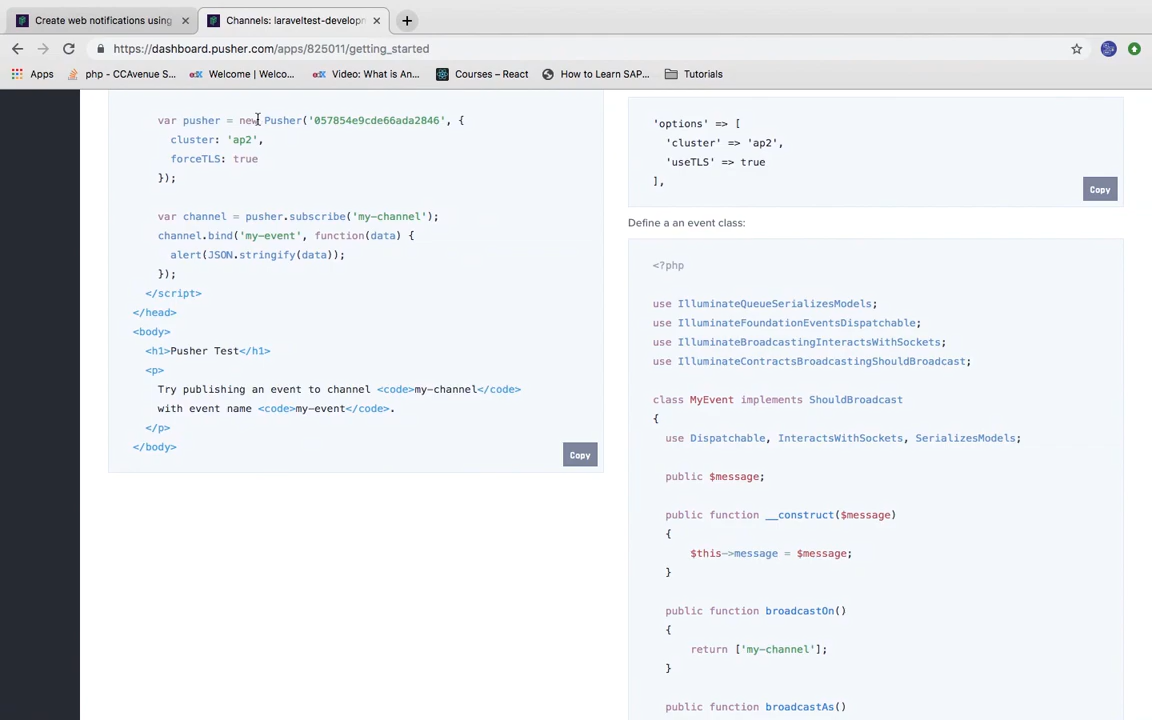 Create web notifications using
Channels: laraveltest-developn
https://dashboard.pusher.com/apps/825011/getting_started
Apps
php - CCAvenue S...
Welcome | Welco...
Video: What is An...
Courses – React
How to Learn SAP...
Tutorials
var pusher = new Pusher('057854e9cde66ada2846', {
cluster: 'ap2',
forceTLS: true
});
var channel = pusher.subscribe('my-channel');
channel.bind('my-event', function(data) {
alert(JSON.stringify(data));
});
</script>
</head>
<body>
<h1>Pusher Test</h1>
<p>
Try publishing an event to channel <code>my-channel</code>
with event name <code>my-event</code>.
</p>
</body>
Copy
'options' => [
'cluster' => 'ap2',
'useTLS' => true
],
Copy
Define a an event class:
<?php
use IlluminateQueueSerializesModels;
use IlluminateFoundationEventsDispatchable;
use IlluminateBroadcastingInteractsWithSockets;
use IlluminateContractsBroadcastingShouldBroadcast;
class MyEvent implements ShouldBroadcast
{
use Dispatchable, InteractsWithSockets, SerializesModels;
public $message;
public function __construct($message)
{
$this->message = $message;
}
public function broadcastOn()
{
return ['my-channel'];
}
public function broadcastAs()